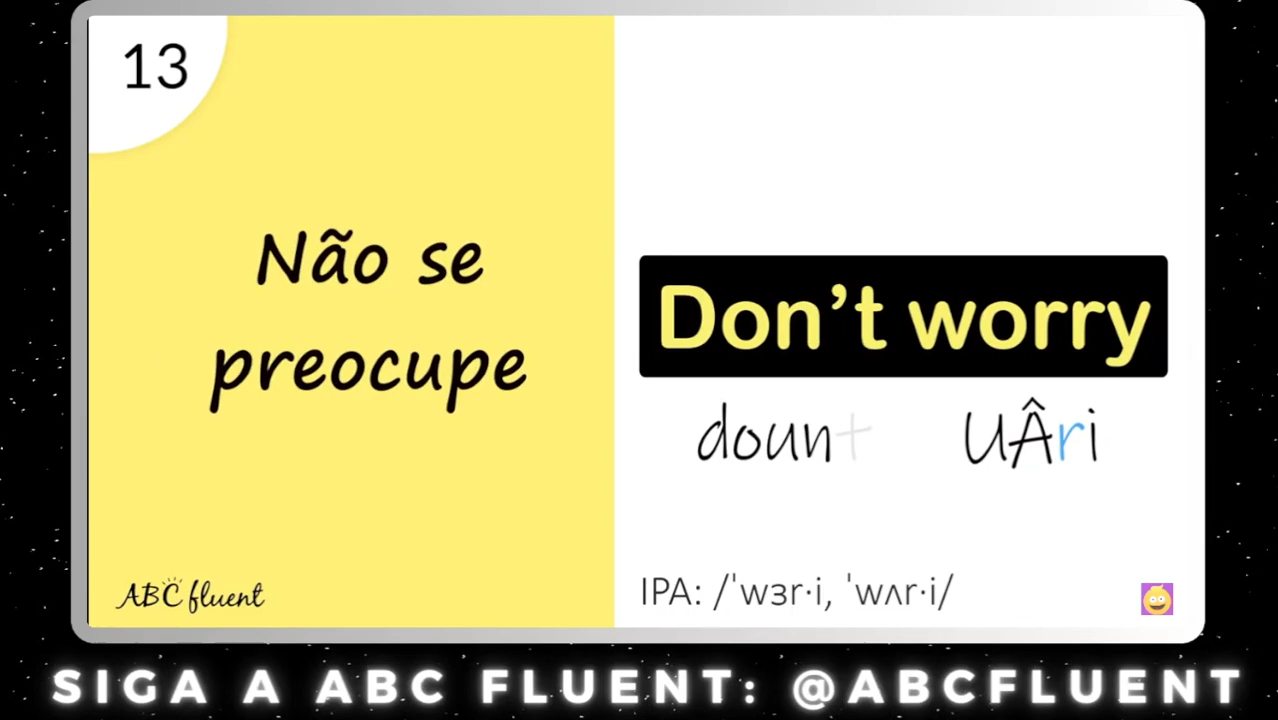 13
Não se
preocupe
Don’t worry
dount UÂri
ABC fluent
IPA: /ˈwɜr·i, ˈwʌr·i/
SIGA A ABC FLUENT: @ABCFLUENT